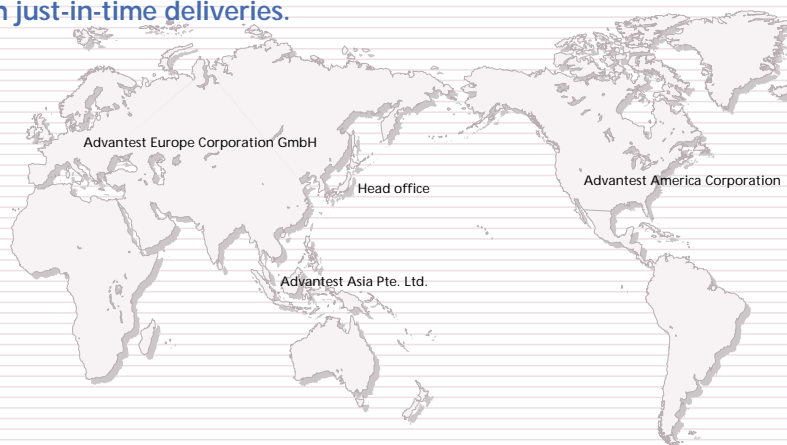 just-in-time deliveries.
Advantest Europe Corporation GmbH
Advantest America Corporation
Head office
Advantest Asia Pte. Ltd.